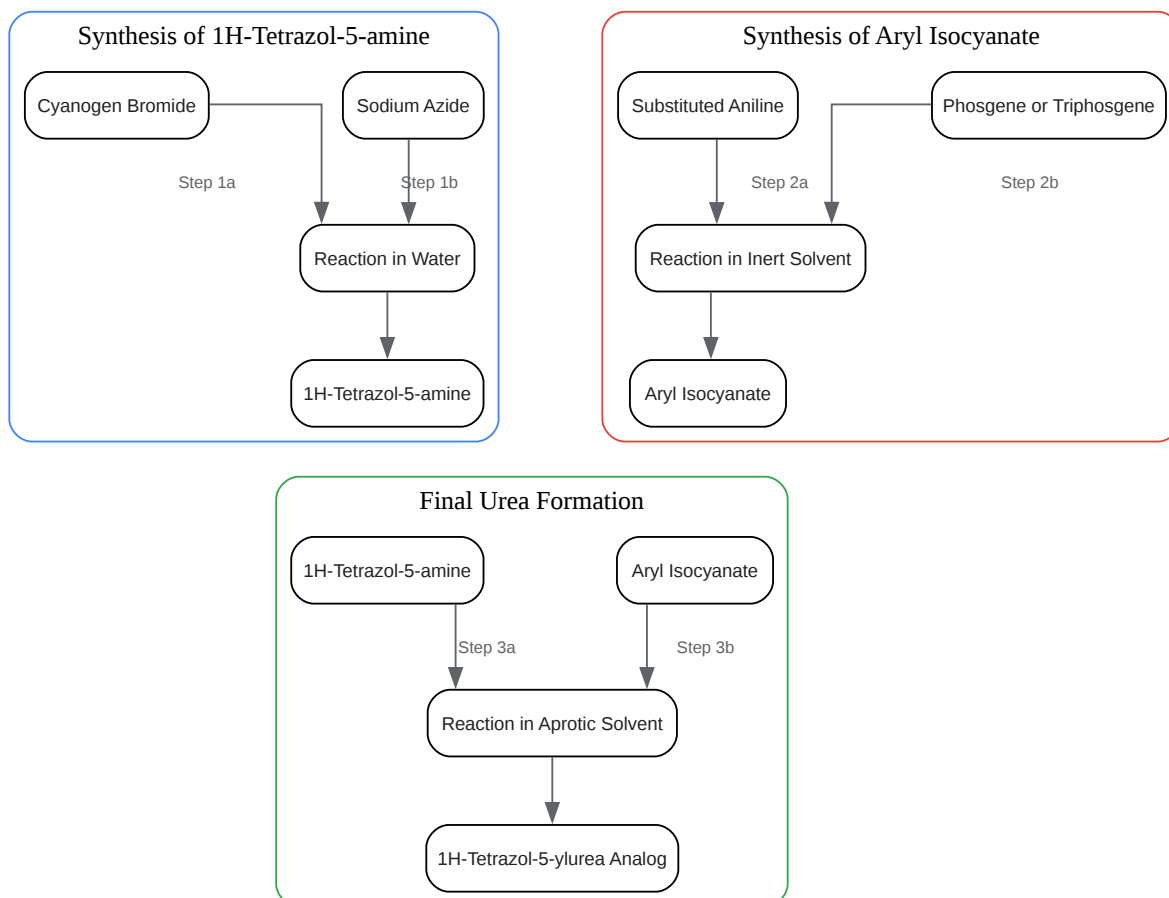 Synthesis of 1H-Tetrazol-5-amine
Cyanogen Bromide
Sodium Azide
Step 1a
Step 1b
Reaction in Water
1H-Tetrazol-5-amine
Synthesis of Aryl Isocyanate
Substituted Aniline
Phosgene or Triphosgene
Step 2a
Step 2b
Reaction in Inert Solvent
Aryl Isocyanate
Final Urea Formation
1H-Tetrazol-5-amine
Aryl Isocyanate
Step 3a
Step 3b
Reaction in Aprotic Solvent
1H-Tetrazol-5-ylurea Analog